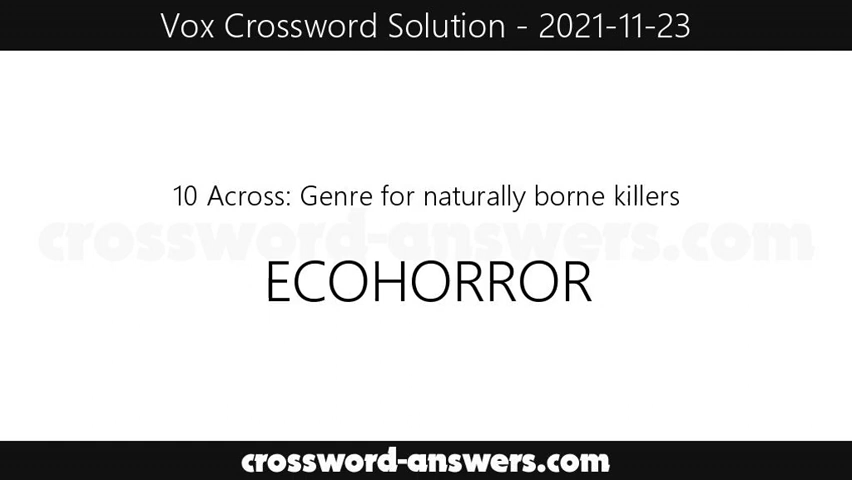 Vox Crossword Solution - 2021-11-23
10 Across: Genre for naturally borne killers
crossword-answers.com
ECOHORROR
crossword-answers.com